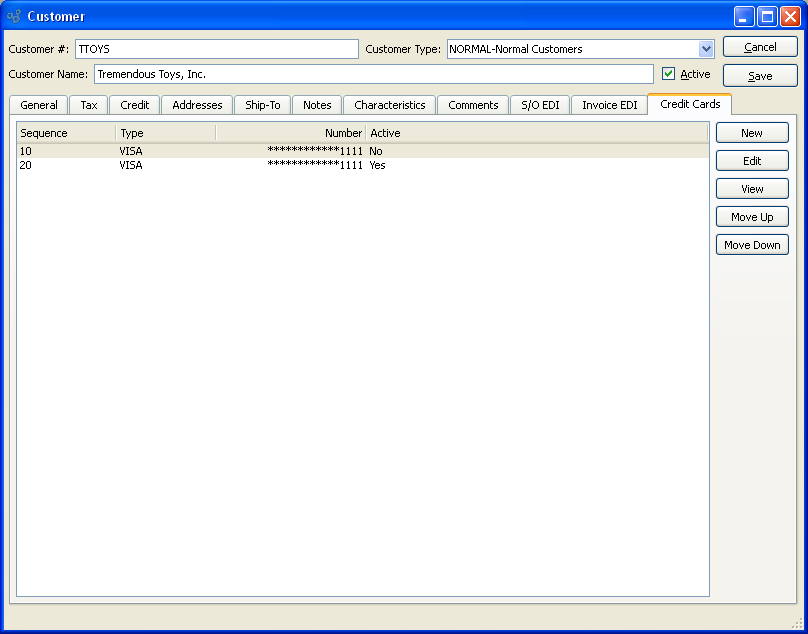 Customer
Customer #: TTOYS Customer Type: NORMAL-Normal Customers Cancel
Customer Name: Tremendous Toys, Inc. Active Save
General Tax Credit Addresses Ship-To Notes Characteristics Comments S/O EDI Invoice EDI Credit Cards
Sequence Type Number Active New
10 VISA ************1111 No
20 VISA ************1111 Yes
Edit
View
Move Up
Move Down